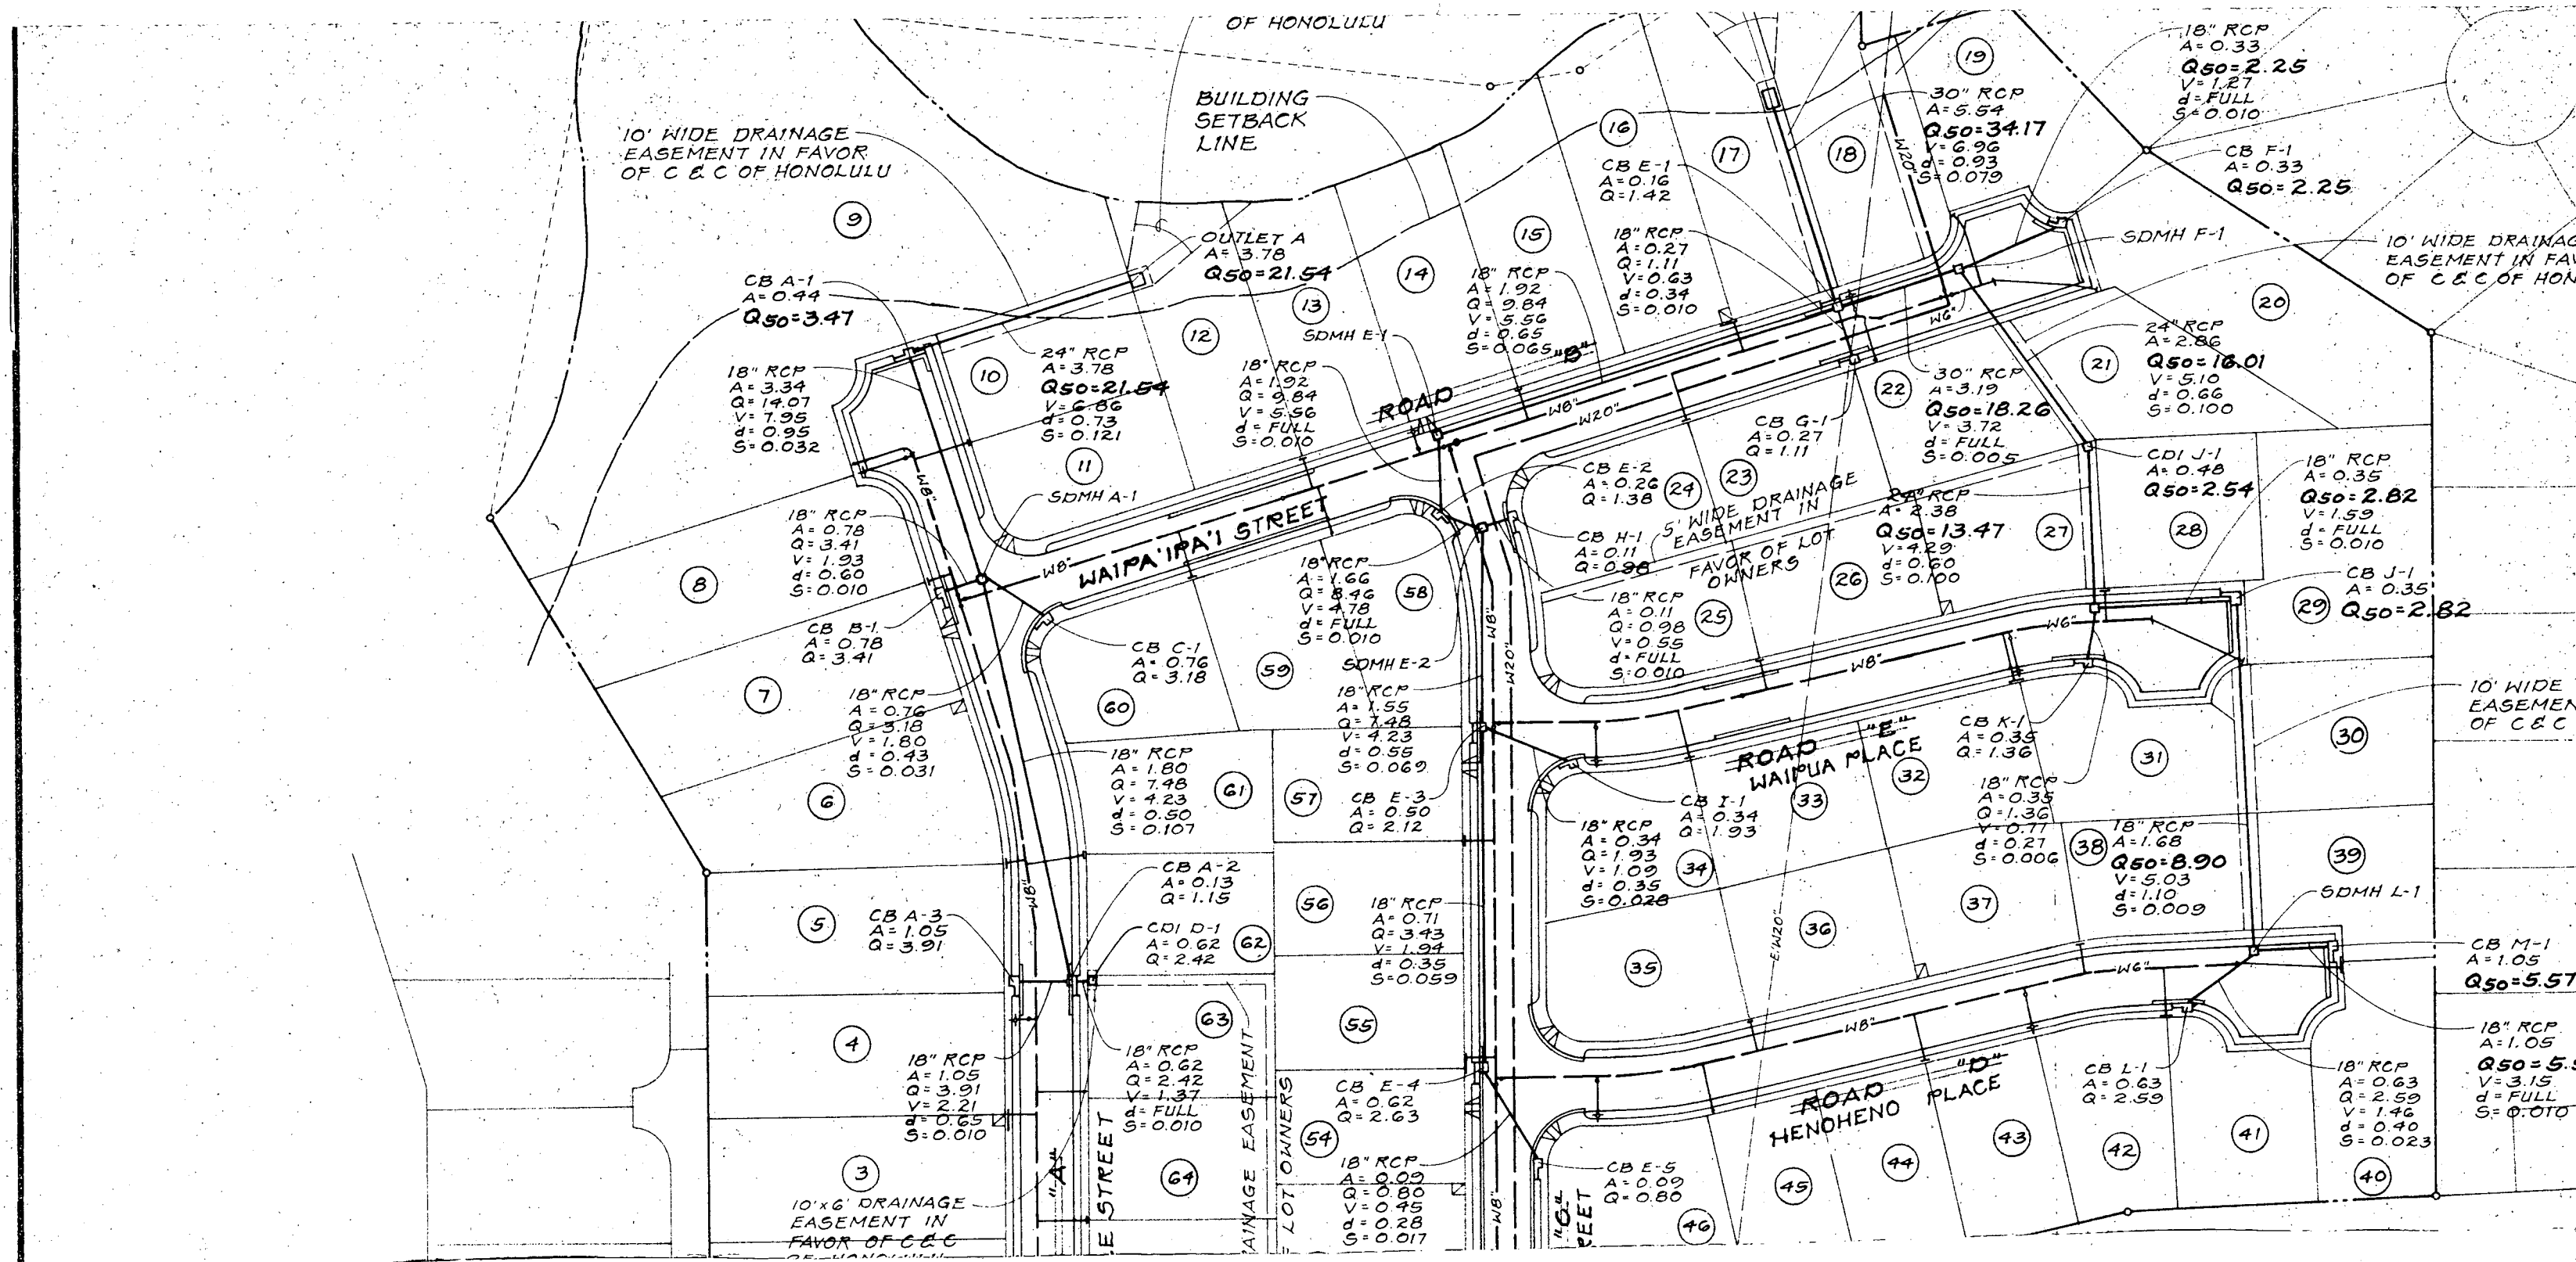 OF HONOLULU
BUILDING
SETBACK
LINE
10' WIDE DRAINAGE
EASEMENT IN FAVOR
OF C & C OF HONOLULU
18" RCP
A=0.33
Q50=2.25
V=1.27
d=FULL
S=0.010
30" RCP
A=5.54
Q50=34.17
V=6.96
d=0.93
S=0.079
CB F-1
A=0.33
Q50=2.25
CB E-1
A=0.16
Q=1.42
W20"
19
16
17
18
9
15
14
13
12
OUTLET A
A=3.78
Q50=21.54
SDMH F-1
10' WIDE DRAINAG
EASEMENT IN FAV
OF C & C OF HON
CB A-1
A=0.44
Q50=3.47
18" RCP
A=0.27
Q=1.11
V=0.63
d=0.34
S=0.010
18" RCP
A=1.92
Q=9.84
V=5.56
d=0.65
S=0.065
SDMH E-1
20
24" RCP
A=2.86
Q50=16.01
V=5.10
d=0.66
S=0.100
21
W6"
18" RCP
A=3.34
Q=14.07
V=7.95
d=0.95
S=0.032
10
24" RCP
A=3.78
Q50=21.54
V=6.86
d=0.73
S=0.121
11
18" RCP
A=1.92
Q=9.84
V=5.56
d=FULL
S=0.010
ROAD "B"
W8"
W20"
22
30" RCP
A=3.19
Q50=18.26
V=3.72
d=FULL
S=0.005
CB G-1
A=0.27
Q=1.11
CDI J-1
A=0.48
Q50=2.54
18" RCP
A=0.35
Q50=2.82
V=1.59
d=FULL
S=0.010
W8"
SDMH A-1
CB E-2
A=0.26
Q=1.38
24
23
5' WIDE DRAINAGE
EASEMENT IN
FAVOR OF LOT
OWNERS
24" RCP
A=2.38
Q50=13.47
V=4.29
d=0.60
S=0.100
27
28
18" RCP
A=0.78
Q=3.41
V=1.93
d=0.60
S=0.010
8
W8"
WAIPA'IPA'I STREET
CB H-1
A=0.11
Q=0.98
26
CB J-1
A=0.35
Q50=2.82
29
18" RCP
A=1.66
Q=8.46
V=4.78
d=FULL
S=0.010
58
W8"
W20"
18" RCP
A=0.11
Q=0.98
V=0.55
d=FULL
S=0.010
25
W6"
W8"
CB B-1
A=0.78
Q=3.41
CB C-1
A=0.76
Q=3.18
59
SDMH E-2
7
60
18" RCP
A=0.76
Q=3.18
V=1.80
d=0.43
S=0.031
18" RCP
A=1.55
Q=7.48
V=4.23
d=0.55
S=0.069
10' WIDE
EASEMEN
OF C & C
30
ROAD "E"
WAIPUA PLACE
CB K-1
A=0.35
Q=1.36
31
32
33
6
18" RCP
A=1.80
Q=7.48
V=4.23
d=0.50
S=0.107
61
57
CB E-3
A=0.50
Q=2.12
CB I-1
A=0.34
Q=1.93
18" RCP
A=0.34
Q=1.93
V=1.09
d=0.35
S=0.028
34
18" RCP
A=0.35
Q=1.36
V=0.77
d=0.27
S=0.006
38
18" RCP
A=1.68
Q50=8.90
V=5.03
d=1.10
S=0.009
39
SDMH L-1
W8"
CB A-2
A=0.13
Q=1.15
5
CB A-3
A=1.05
Q=3.91
CDI D-1
A=0.62
Q=2.42
62
56
18" RCP
A=0.71
Q=3.43
V=1.94
d=0.35
S=0.059
36
37
35
E.W20"
W6"
W8"
CB M-1
A=1.05
Q50=5.57
63
55
4
18" RCP
A=1.05
Q=3.91
V=2.21
d=0.65
S=0.010
18" RCP
A=0.62
Q=2.42
V=1.37
d=FULL
S=0.010
CB E-4
A=0.62
Q=2.63
54
ROAD "D"
HENOHENO PLACE
CB L-1
A=0.63
Q=2.59
18" RCP
A=0.63
Q=2.59
V=1.46
d=0.40
S=0.023
18" RCP
A=1.05
Q50=5.5
V=3.15
d=FULL
S=0.010
3
10'x6' DRAINAGE
EASEMENT IN
FAVOR OF C & C
"A"
E STREET
64
AINAGE EASEMENT
LOT OWNERS
18" RCP
A=0.09
Q=0.80
V=0.45
d=0.28
S=0.017
CB E-5
A=0.09
Q=0.80
W8"
"C"
REET
46
45
44
43
42
41
40